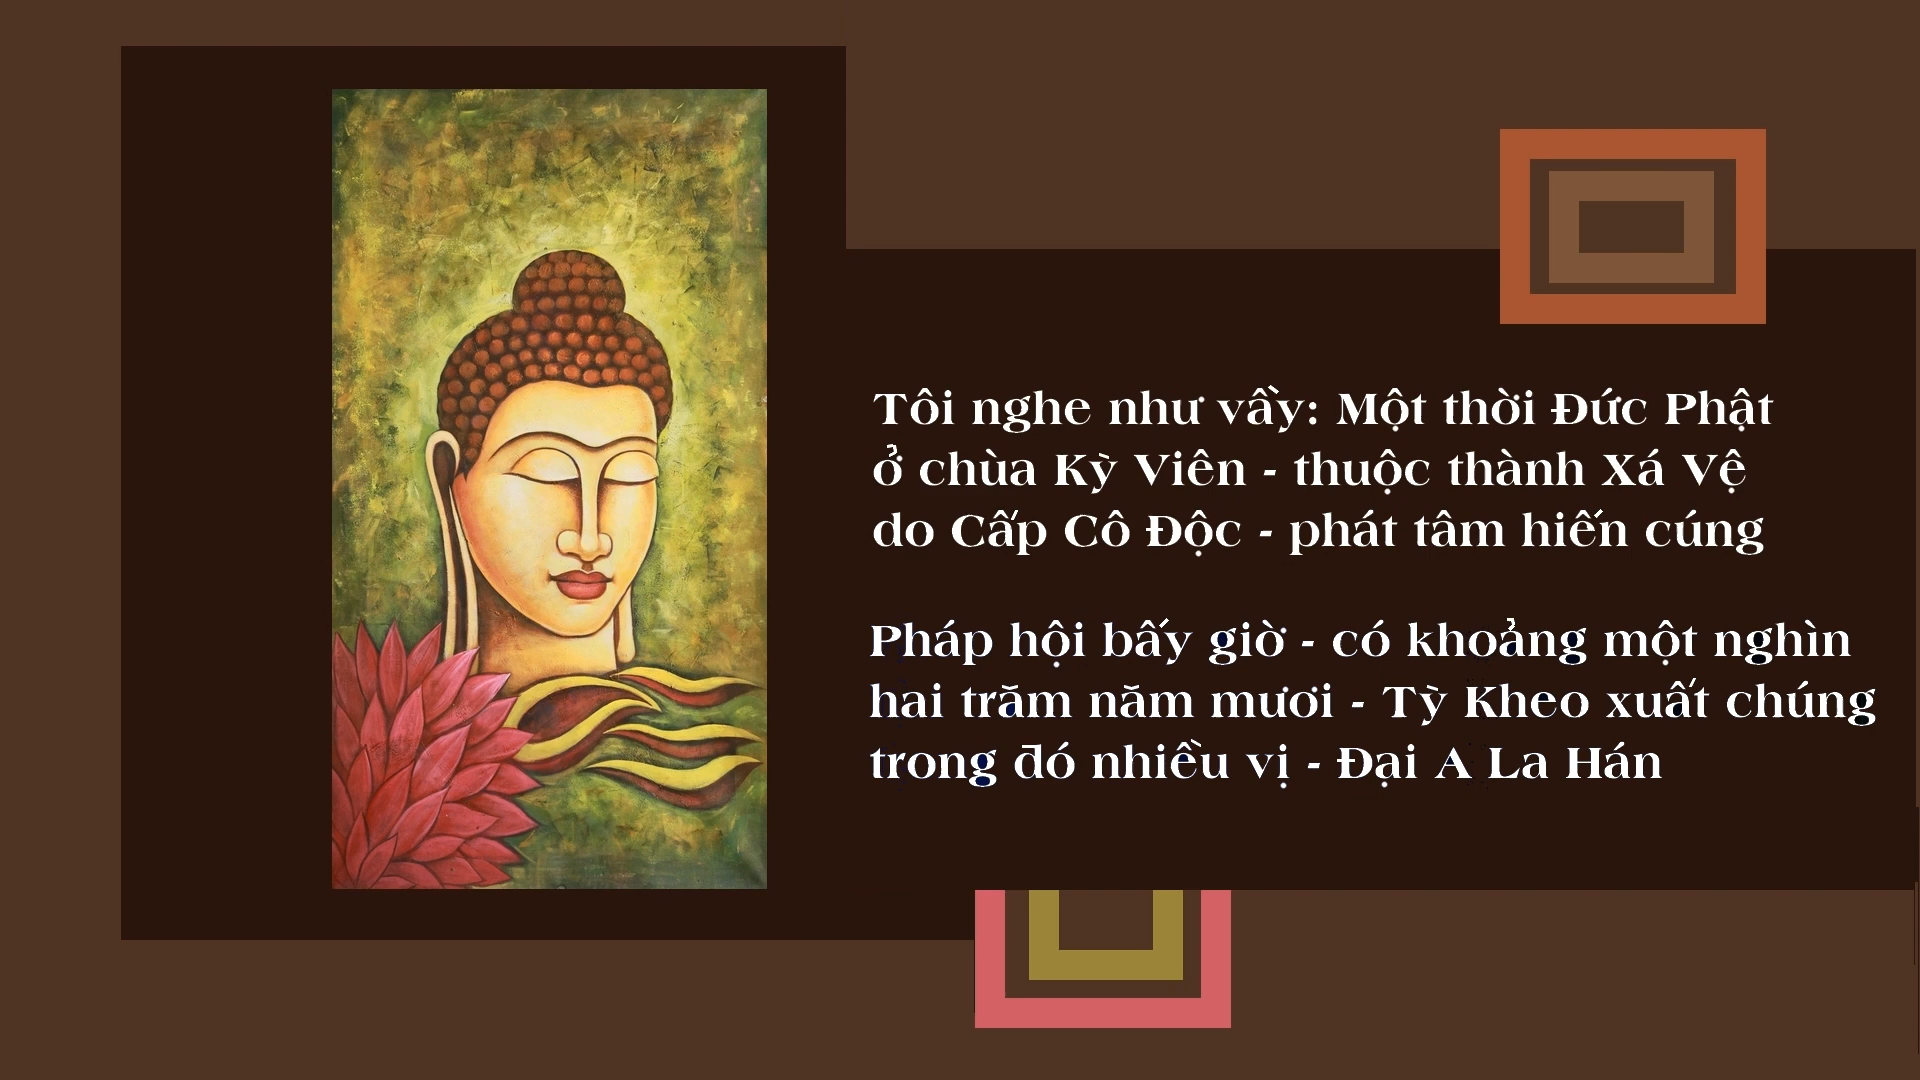 Tôi nghe như vầy: Một thời Đức Phật
ở chùa Kỳ Viên - thuộc thành Xá Vệ
do Cấp Cô Độc - phát tâm hiến cúng
Pháp hội bấy giờ - có khoảng một nghìn
hai trăm năm mươi - Tỳ Kheo xuất chúng
trong đó nhiều vị - Đại A La Hán